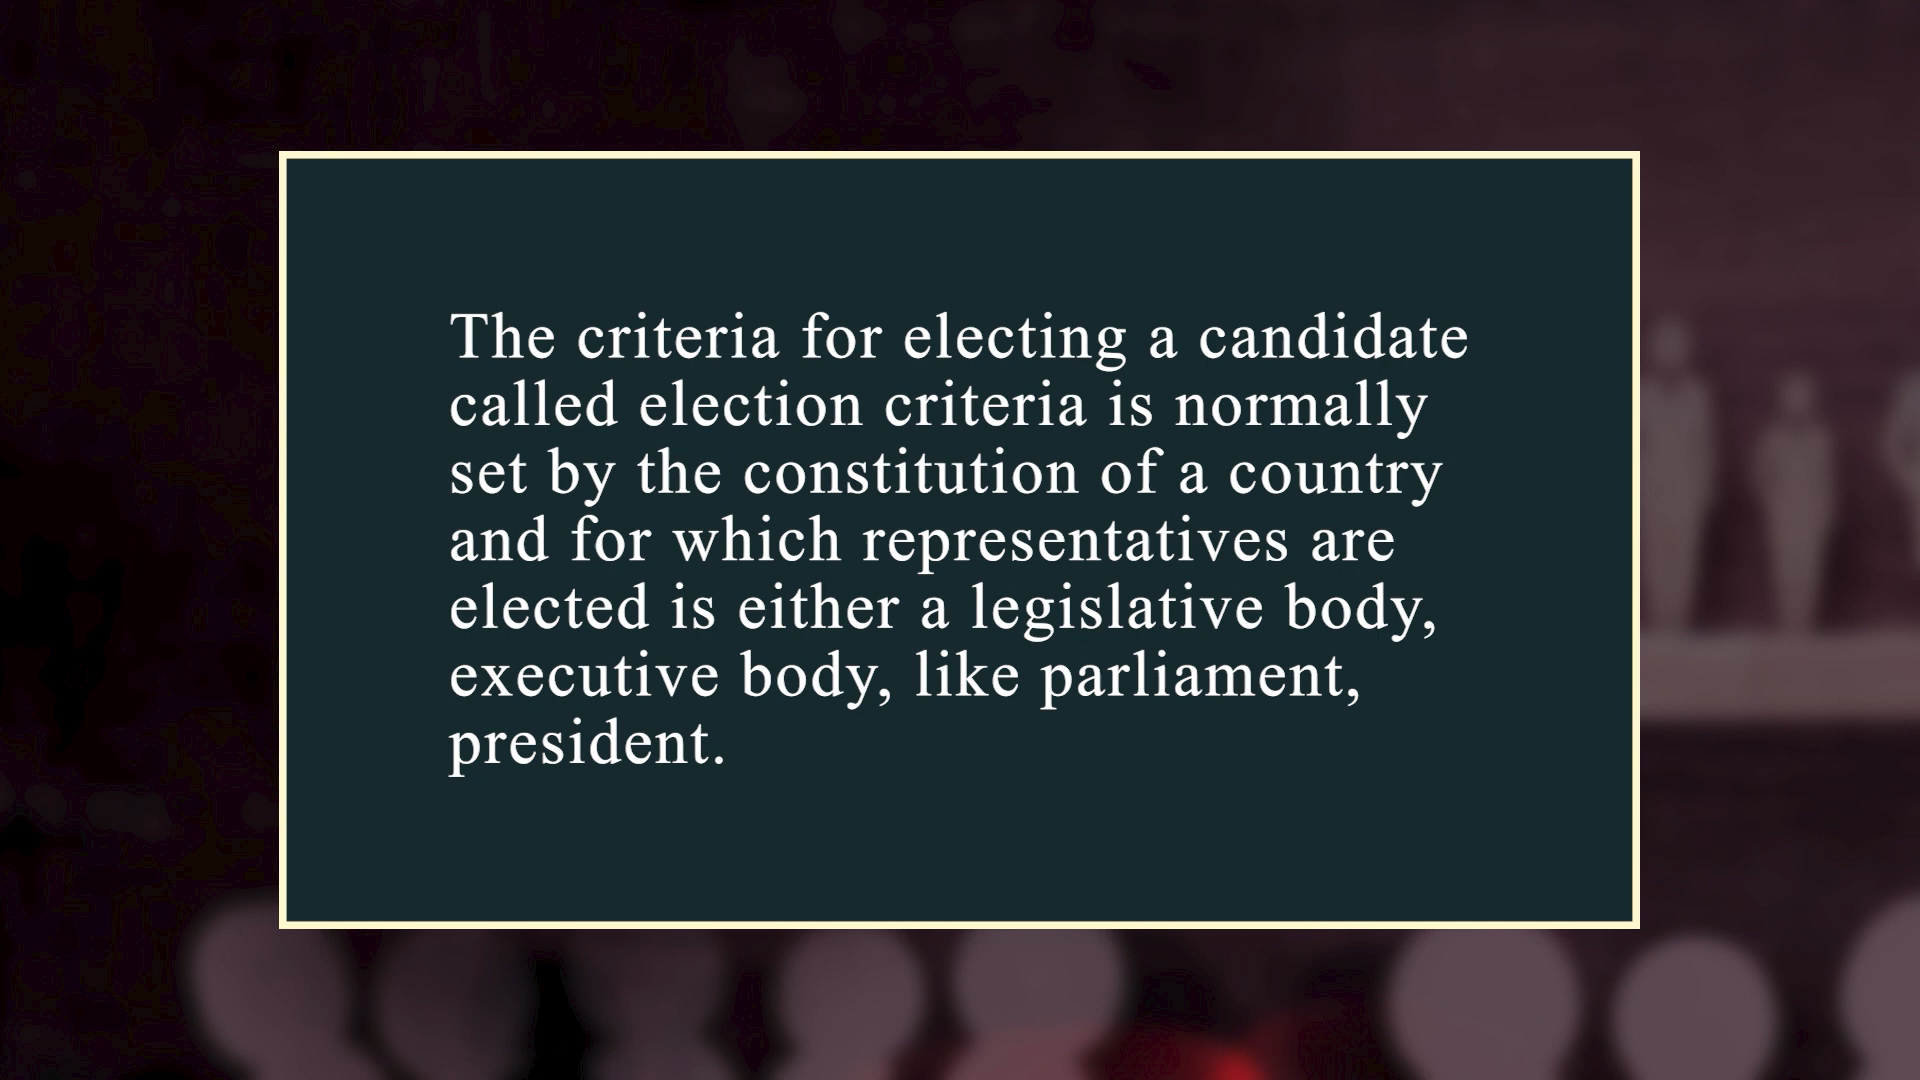 The criteria for electing a candidate
called election criteria is normally
set by the constitution of a country
and for which representatives are
elected is either a legislative body,
executive body, like parliament,
president.